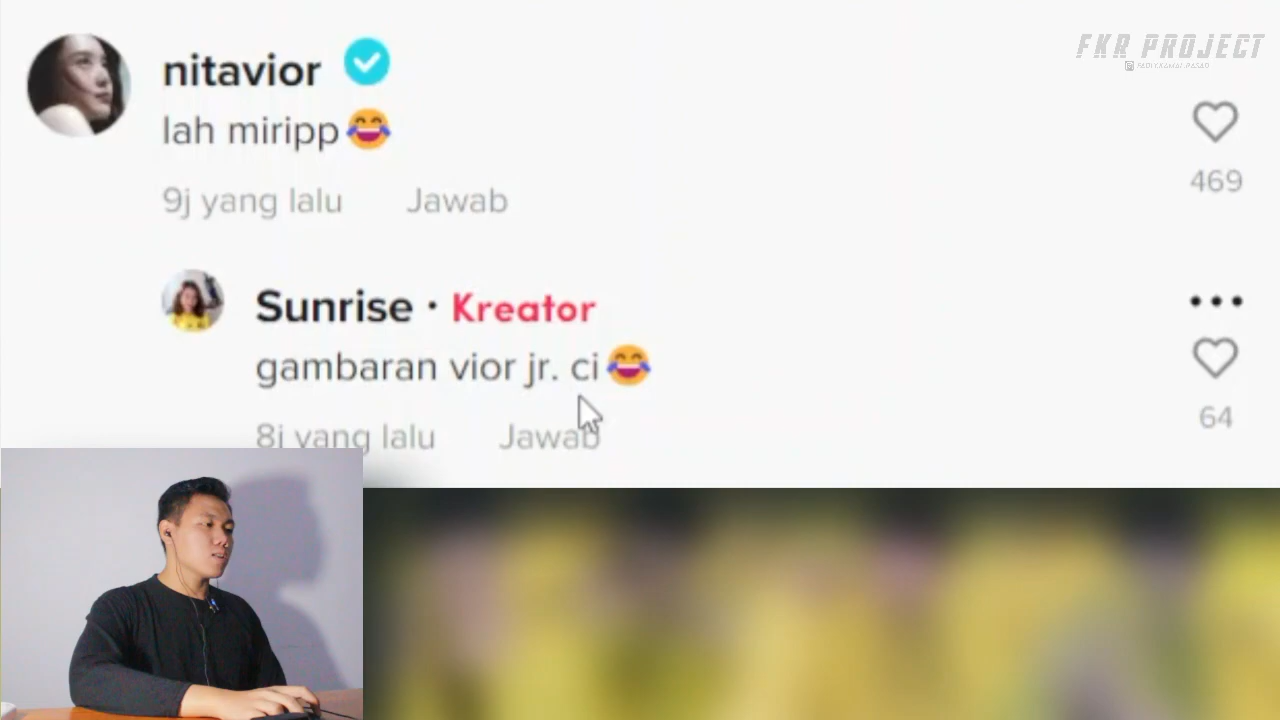 nitavior
lah miripp
9j yang lalu Jawab
469
FKR PROJECT
Sunrise · Kreator
gambaran vior jr. ci
8j yang lalu Jawab
64